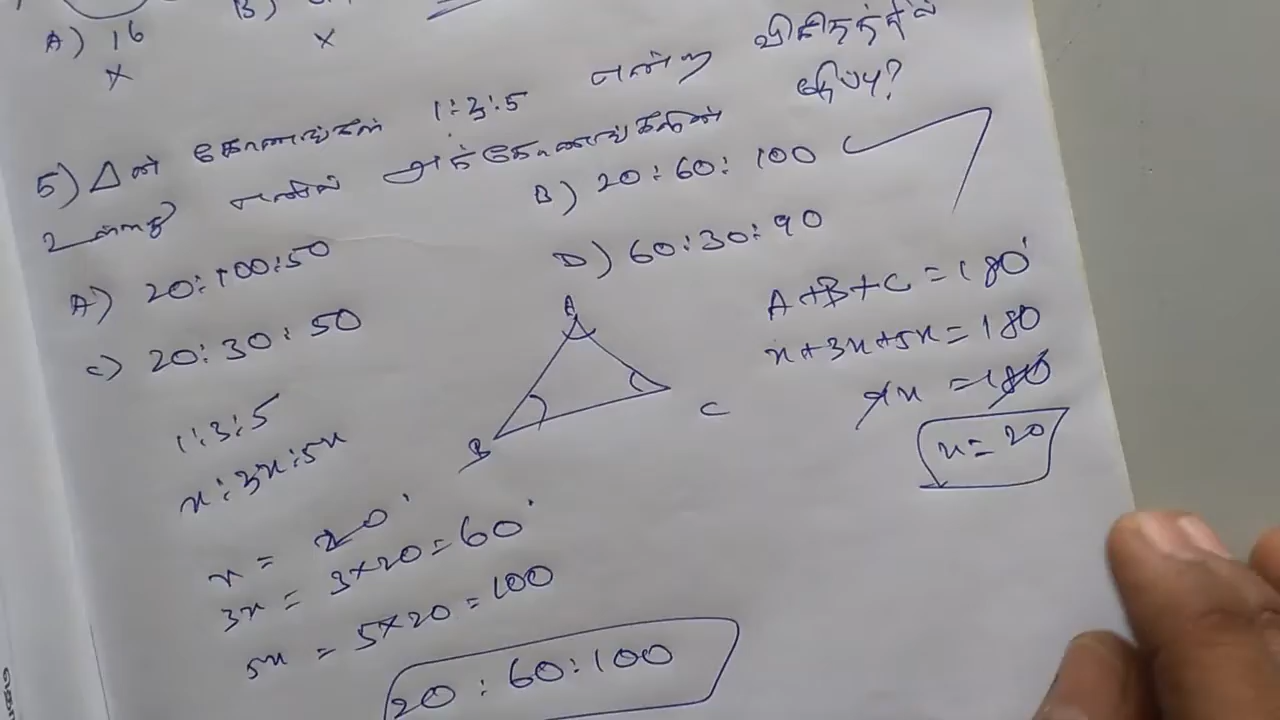 A) 16
B)
×
×
5) Δ ன் கோணங்கள் 1:3:5 என்ற விகிதத்தில்
உள்ளது எனில் அக்கோணங்களின் மதிப்பு?
A) 20:100:50
B) 20:60:100
C) 20:30:50
D) 60:30:90
A
B
C
A+B+C=180°
x+3x+5x=180
9x=180
x=20
1:3:5
x:3x:5x
x = 20°
3x = 3×20=60°
5x = 5×20=100
20:60:100